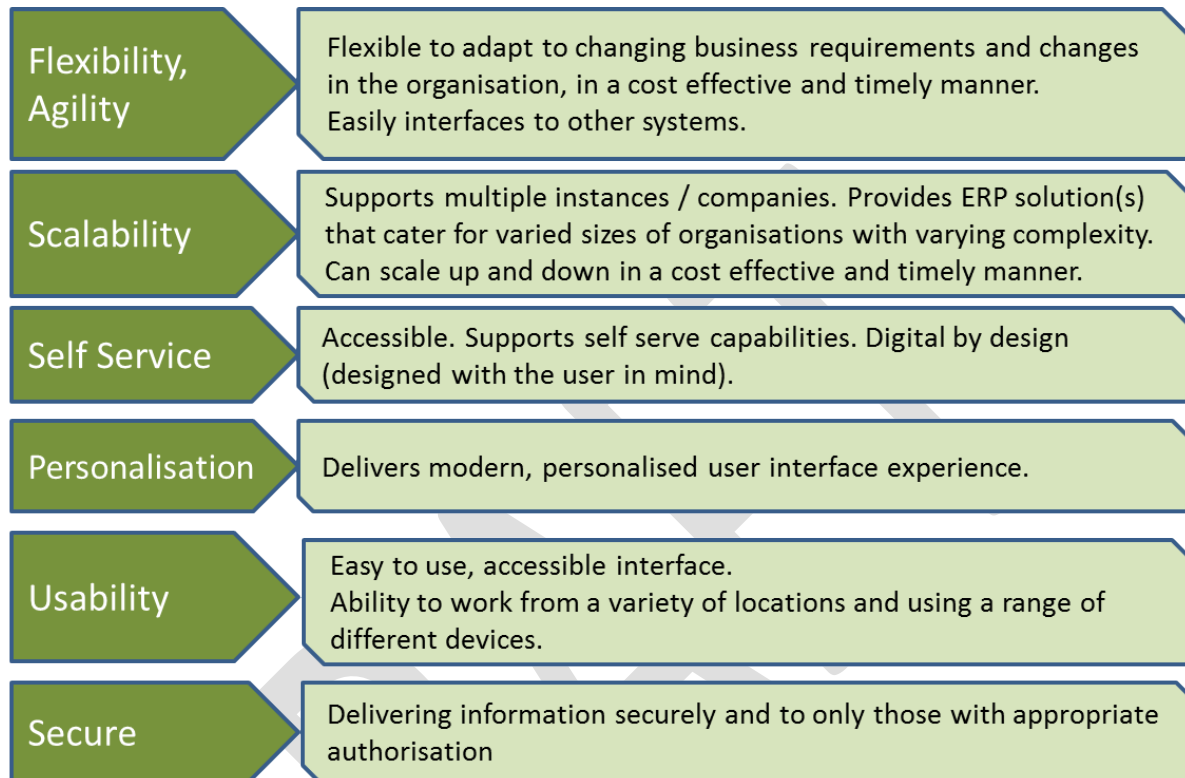 Flexibility,
Agility
Flexible to adapt to changing business requirements and changes
in the organisation, in a cost effective and timely manner.
Easily interfaces to other systems.
Scalability
Supports multiple instances / companies. Provides ERP solution(s)
that cater for varied sizes of organisations with varying complexity.
Can scale up and down in a cost effective and timely manner.
Self Service
Accessible. Supports self serve capabilities. Digital by design
(designed with the user in mind).
Personalisation
Delivers modern, personalised user interface experience.
Usability
Easy to use, accessible interface.
Ability to work from a variety of locations and using a range of
different devices.
Secure
Delivering information securely and to only those with appropriate
authorisation